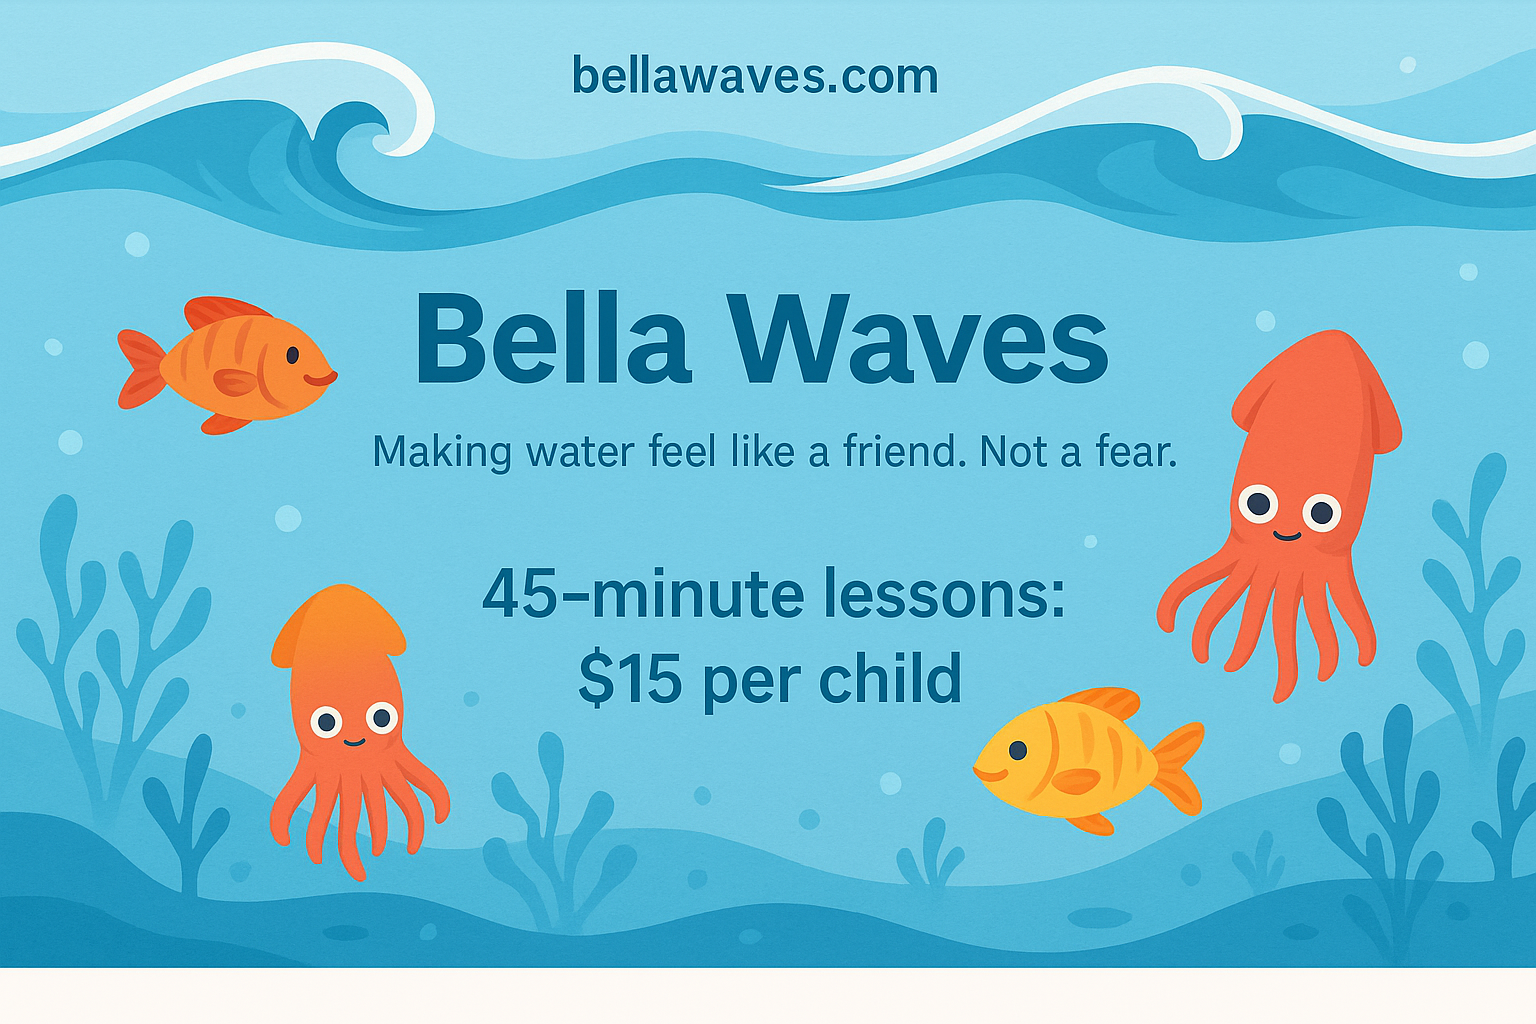 bellawaves.com
Bella Waves
Making water feel like a friend. Not a fear.
45-minute lessons:
$15 per child